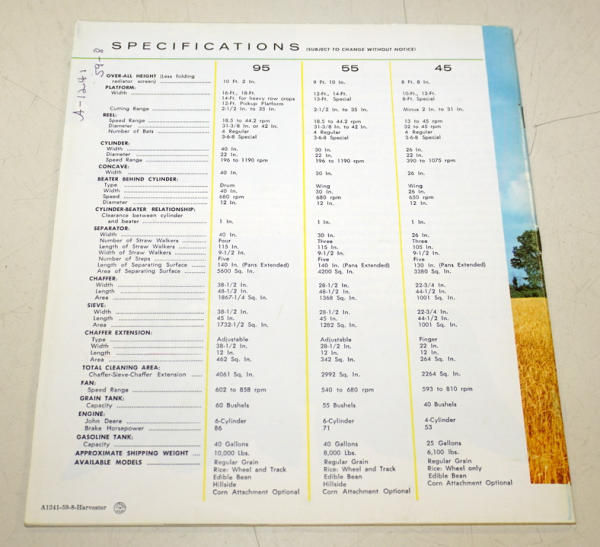 A-1241
59-8
SPECIFICATIONS (SUBJECT TO CHANGE WITHOUT NOTICE)
95 55 45
OVER-ALL HEIGHT (Less folding
radiator screen) 10 Ft. 2 In. 9 Ft. 10 In. 8 Ft. 8 In.
PLATFORM:
Width 16-Ft., 18-Ft. 12-Ft., 14-Ft. 10-Ft., 12-Ft.
14-Ft. for heavy row crops 13-Ft. Special 8-Ft. Special
12-Ft. Pickup Platform
Cutting Range 2-1/2 In. to 35 In. 2-1/2 In. to 35 In. Minus 2 In. to 31 In.
REEL:
Speed Range 18.5 to 44.2 rpm 18.5 to 44.2 rpm 13 to 45 rpm
Diameter 31-3/8 In. or 42 In. 31-3/8 In. to 42 In. 32 to 45 rpm
Number of Bats 4 Regular 4 Regular 4 Regular
3-6-8 Special 3-6-8 Special 3-6-8 Special
CYLINDER:
Width 40 In. 30 In. 26 In.
Diameter 22 In. 22 In. 22 In.
Speed Range 196 to 1190 rpm 196 to 1190 rpm 390 to 1075 rpm
CONCAVE:
Width 40 In. 30 In. 26 In.
BEATER BEHIND CYLINDER:
Type Drum Wing Wing
Width 40 In. 30 In. 26 In.
Speed 680 rpm 680 rpm 650 rpm
Diameter 12 In. 12 In. 12 In.
CYLINDER-BEATER RELATIONSHIP:
Clearance between cylinder
and beater 1 In. 1 In. 1 In.
SEPARATOR:
Width 40 In. 30 In. 26 In.
Number of Straw Walkers Four Three Three
Length of Straw Walkers 115 In. 115 In. 105 In.
Width of Straw Walkers 9-1/2 In. 9-1/2 In. 9-1/2 In.
Number of Steps Five Five Five
Length of Separating Surface 140 In. (Pans Extended) 140 In. (Pans Extended) 130 In. (Pans Extended)
Area of Separating Surface 5600 Sq. In. 4200 Sq. In. 3380 Sq. In.
CHAFFER:
Width 38-1/2 In. 28-1/2 In. 22-3/4 In.
Length 48-1/2 In. 48-1/2 In. 44-1/2 In.
Area 1867-1/4 Sq. In. 1368 Sq. In. 1001 Sq. In.
SIEVE:
Width 38-1/2 In. 28-1/2 In. 22-3/4 In.
Length 45 In. 45 In. 44-1/2 In.
Area 1732-1/2 Sq. In. 1282 Sq. In. 1001 Sq. In.
CHAFFER EXTENSION:
Type Adjustable Adjustable Finger
Width 38-1/2 In. 28-1/2 In. 22 In.
Length 12 In. 12 In. 12 In.
Area 462 Sq. In. 342 Sq. In. 264 Sq. In.
TOTAL CLEANING AREA:
Chaffer-Sieve-Chaffer Extension 4061 Sq. In. 2992 Sq. In. 2264 Sq. In.
FAN:
Speed Range 602 to 858 rpm 540 to 680 rpm 593 to 810 rpm
GRAIN TANK:
Capacity 60 Bushels 55 Bushels 40 Bushels
ENGINE:
John Deere 6-Cylinder 6-Cylinder 4-Cylinder
Brake Horsepower 86 71 53
GASOLINE TANK:
Capacity 40 Gallons 40 Gallons 25 Gallons
APPROXIMATE SHIPPING WEIGHT 10,000 Lbs. 8,000 Lbs. 6,100 lbs.
AVAILABLE MODELS Regular Grain Regular Grain Regular Grain
Rice: Wheel and Track Rice: Wheel and Track Rice: Wheel only
Edible Bean Edible Bean Edible Bean
Hillside Hillside Corn Attachment Optional
Corn Attachment Optional Corn Attachment Optional
A1241-59-8-Harvester